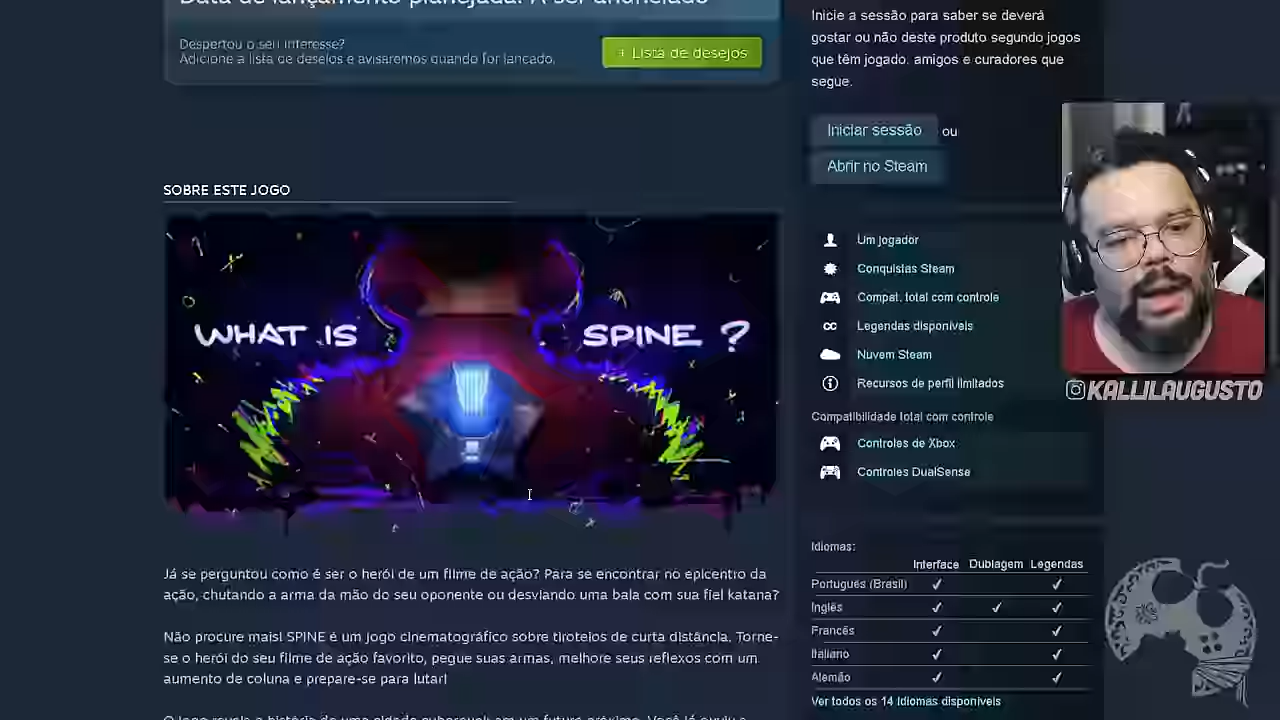 Data de lançamento planejada: A ser anunciado
Despertou o seu interesse?
Adicione a lista de desejos e avisaremos quando for lançado.
+ Lista de desejos
SOBRE ESTE JOGO
WHAT IS SPINE ?
Já se perguntou como é ser o herói de um filme de ação? Para se encontrar no epicentro da
ação, chutando a arma da mão do seu oponente ou desviando uma bala com sua fiel katana?
Não procure mais! SPINE é um jogo cinematográfico sobre tiroteios de curta distância. Torne-
se o herói do seu filme de ação favorito, pegue suas armas, melhore seus reflexos com um
aumento de coluna e prepare-se para lutar!
Inicie a sessão para saber se deverá
gostar ou não deste produto segundo jogos
que têm jogado. amigos e curadores que
segue.
Iniciar sessão ou
Abrir no Steam
Um jogador
Conquistas Steam
Compat. total com controle
CC Legendas disponíveis
Nuvem Steam
Recursos de perfil limitados
Compatibilidade total com controle
Controles de Xbox
Controles DualSense
Idiomas:
Interface Dublagem Legendas
Português (Brasil) ✓ ✓
Inglês ✓ ✓ ✓
Francês ✓ ✓
Italiano ✓ ✓
Alemão ✓ ✓
Ver todos os 14 idiomas disponíveis
KALLILAUGUSTO